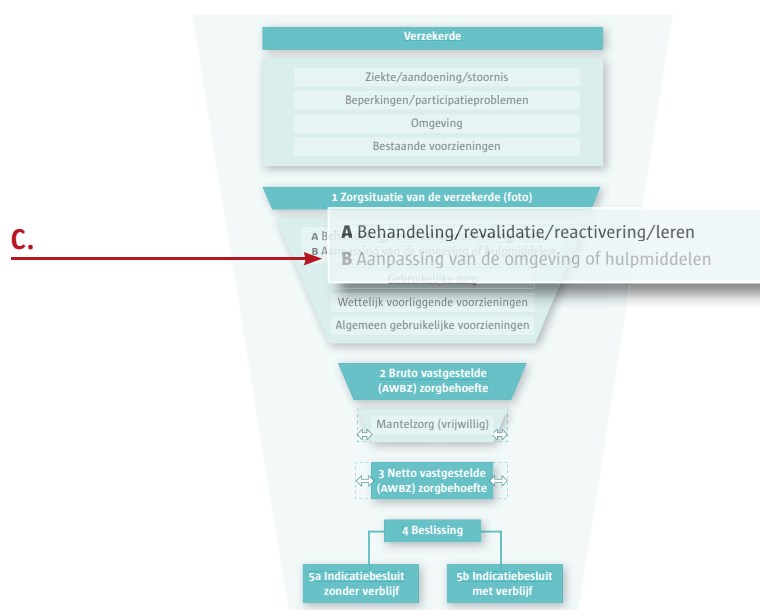 Verzekerde
Ziekte/aandoening/stoornis
Beperkingen/participatieproblemen
Omgeving
Bestaande voorzieningen
1 Zorgsituatie van de verzekerde (foto)
C.
A Behandeling/revalidatie/reactivering/leren
B Aanpassing van de omgeving of hulpmiddelen
Gebruikelijke zorg
Wettelijk voorliggende voorzieningen
Algemeen gebruikelijke voorzieningen
2 Bruto vastgestelde
(AWBZ) zorgbehoefte
Mantelzorg (vrijwillig)
3 Netto vastgestelde
(AWBZ) zorgbehoefte
4 Beslissing
5a Indicatiebesluit
zonder verblijf
5b Indicatiebesluit
met verblijf